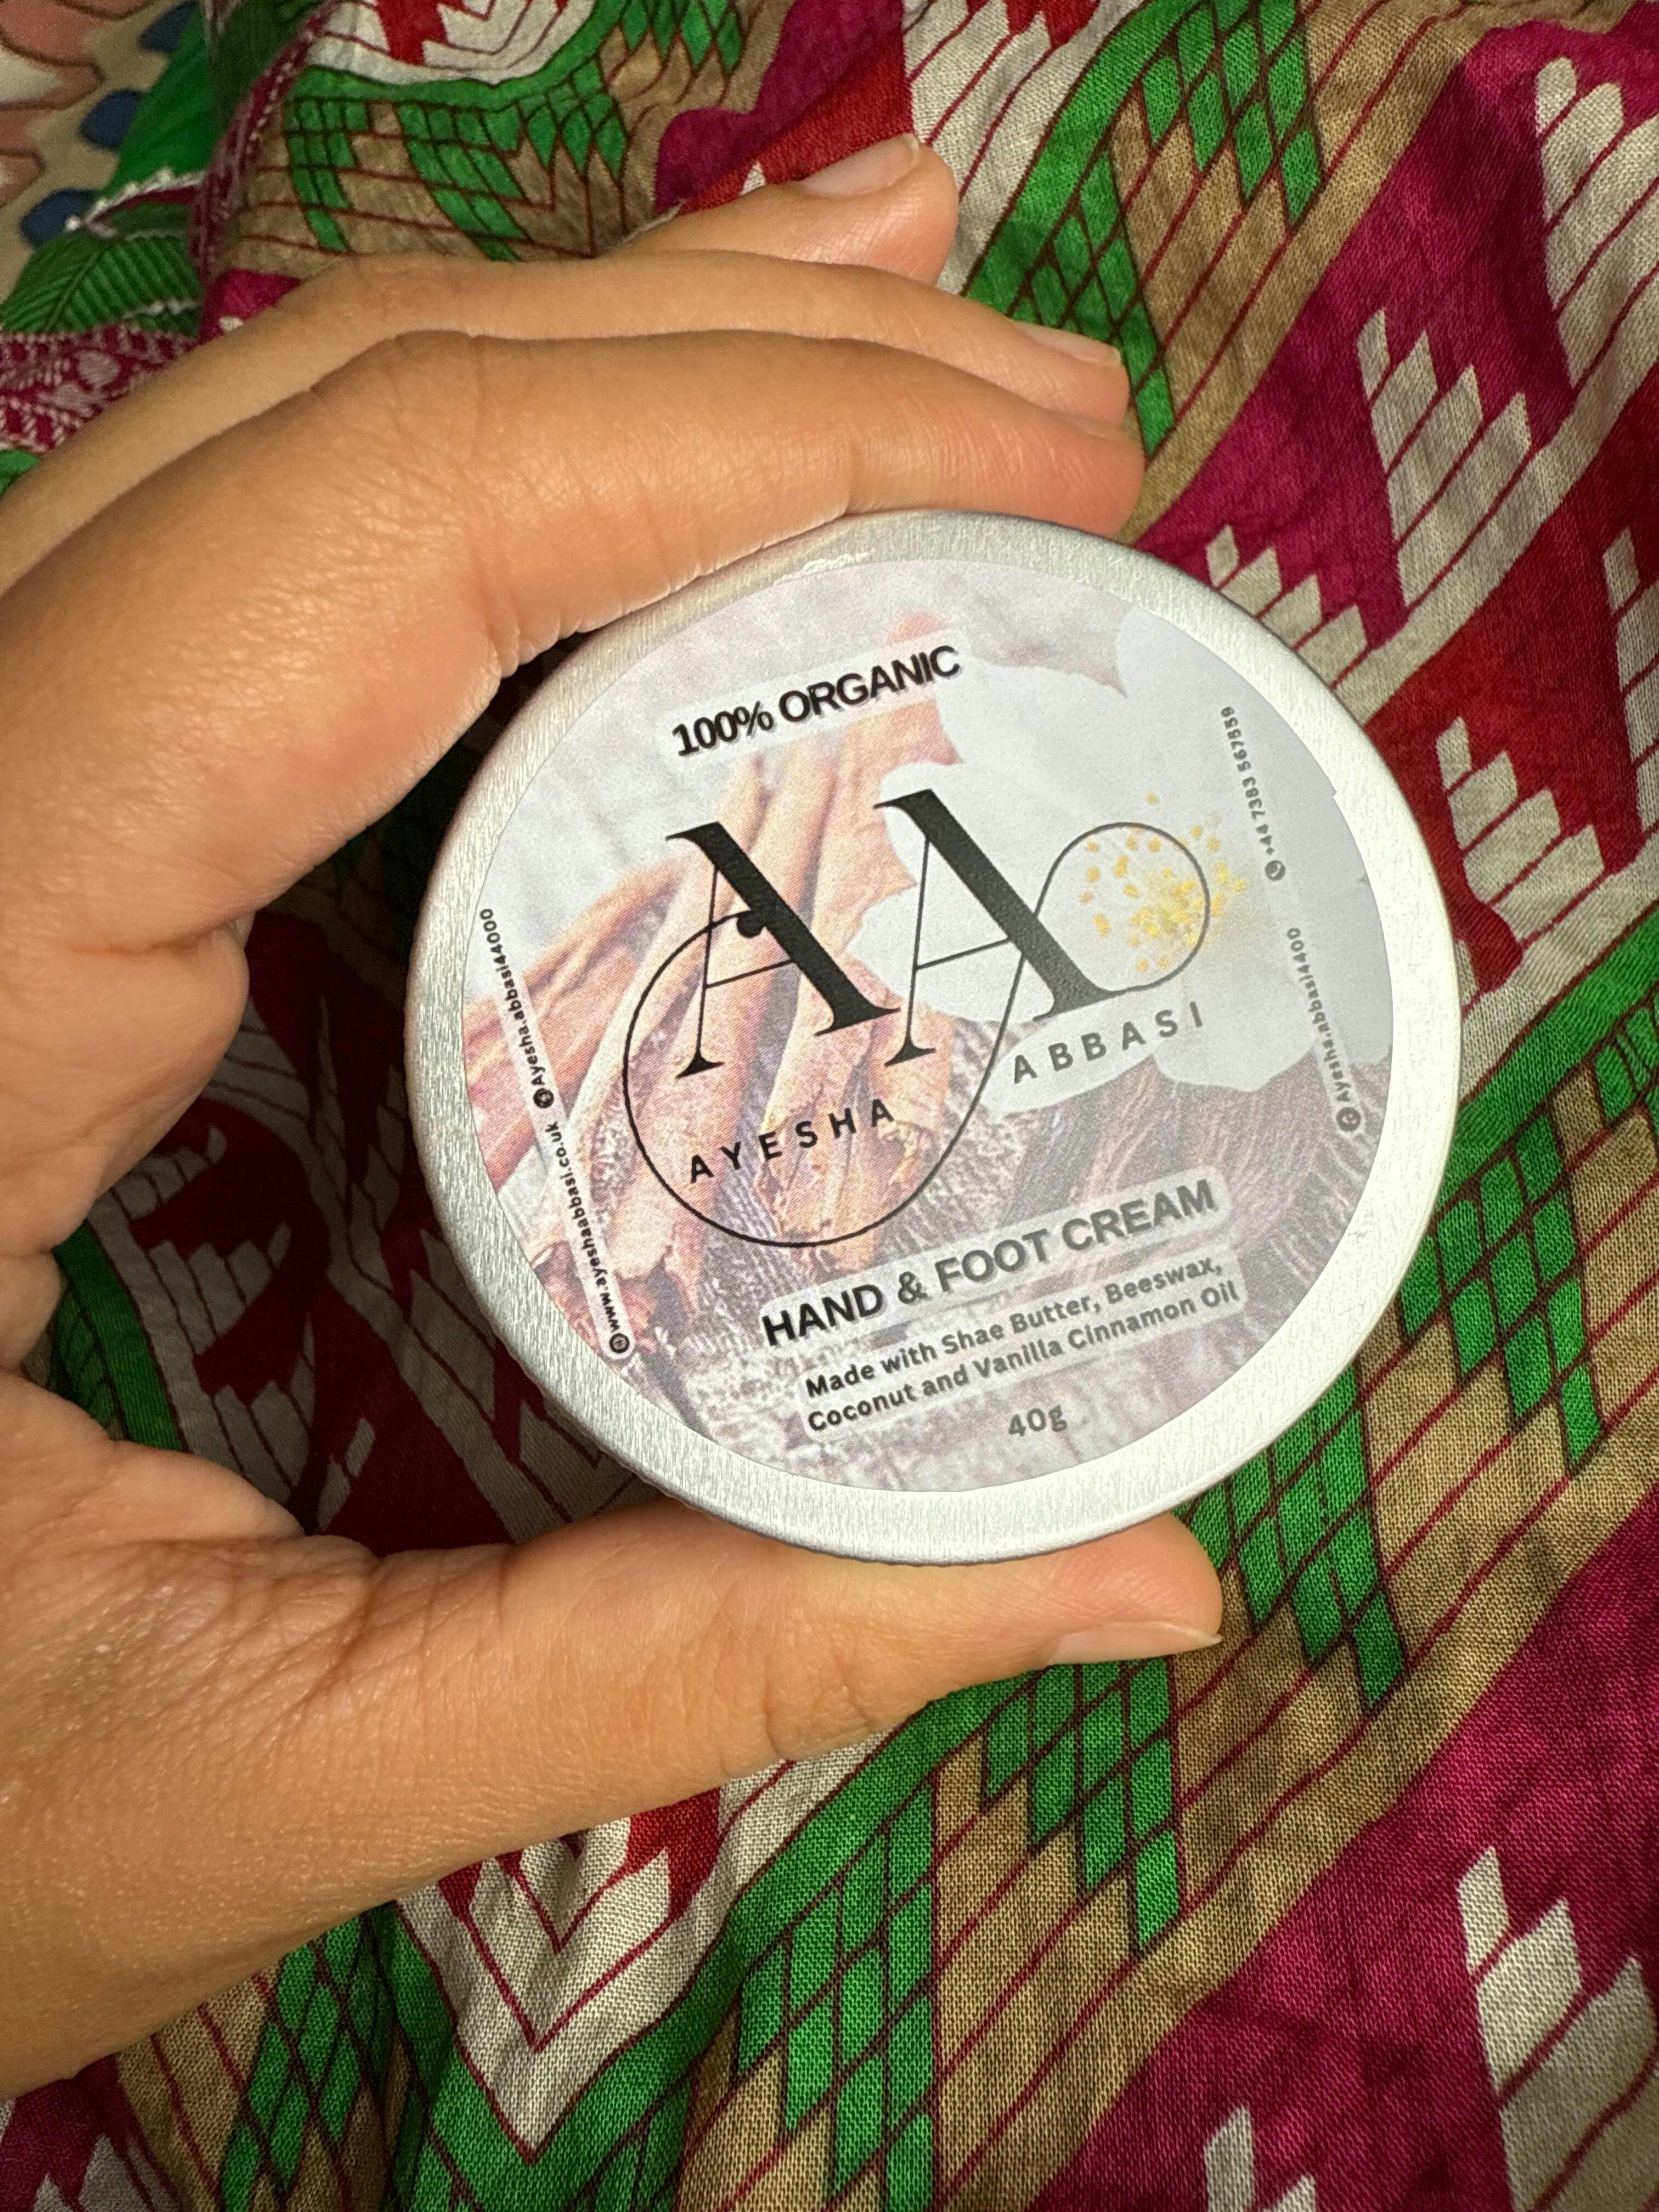 100% ORGANIC
AA
AYESHA
ABBASI
HAND & FOOT CREAM
Made with Shae Butter, Beeswax,
Coconut and Vanilla Cinnamon Oil
40g
www.ayeshaabbasi.co.uk
Ayesha.abbasi44000
Ayesha.abbasi4400
+44 7383 567559